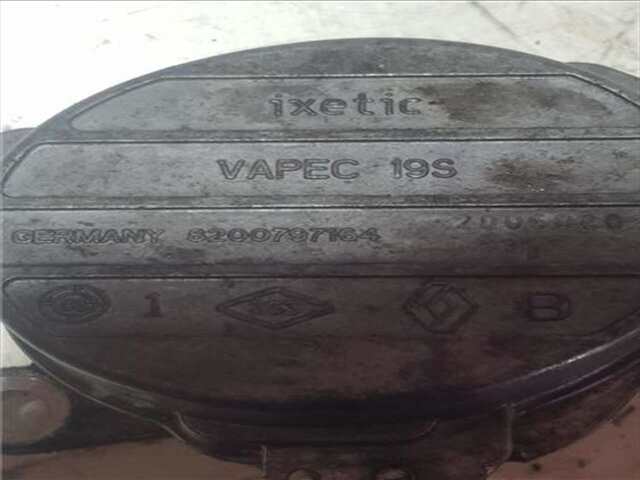 ixetic
VAPEC 19S
GERMANY 8200797164
1 B